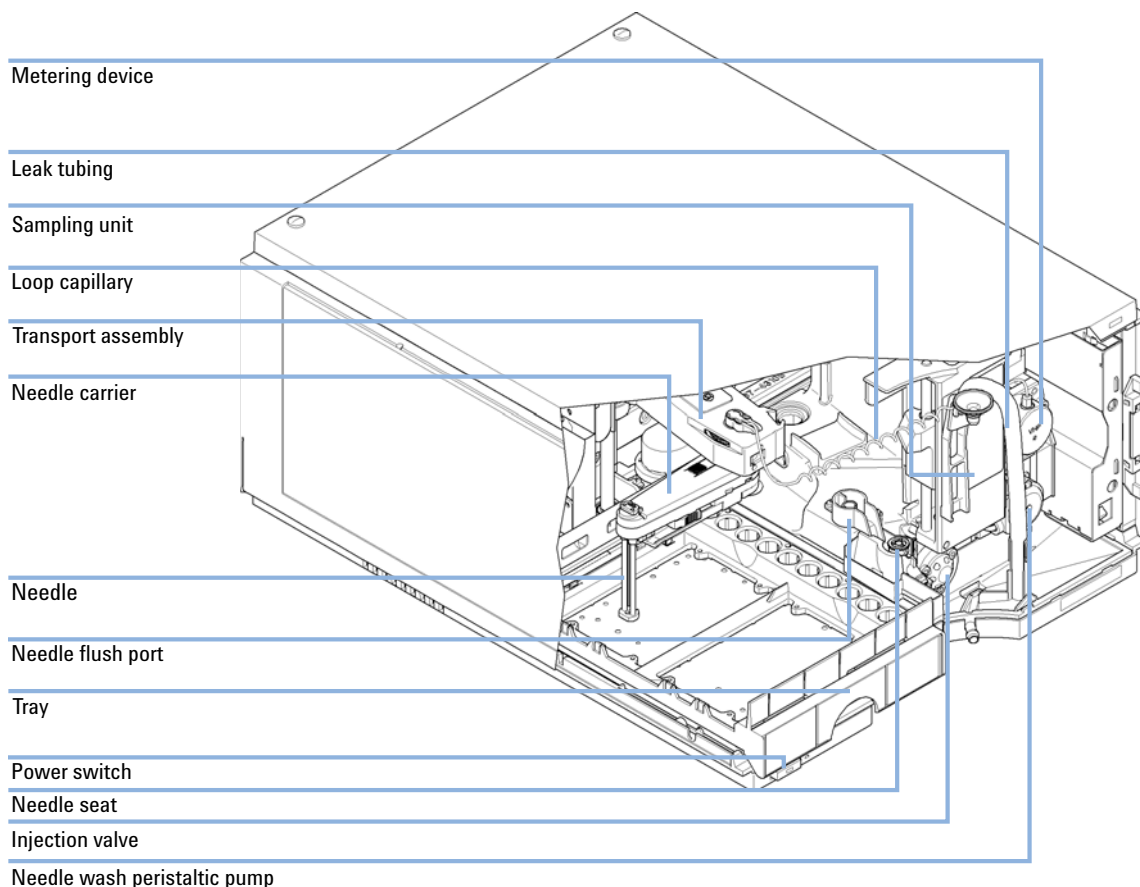 Metering device
Leak tubing
Sampling unit
Loop capillary
Transport assembly
Needle carrier
Needle
Needle flush port
Tray
Power switch
Needle seat
Injection valve
Needle wash peristaltic pump